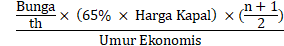 Bunga
th
× (65% × Harga Kapal) × (
n + 1
2
)
Umur Ekonomis